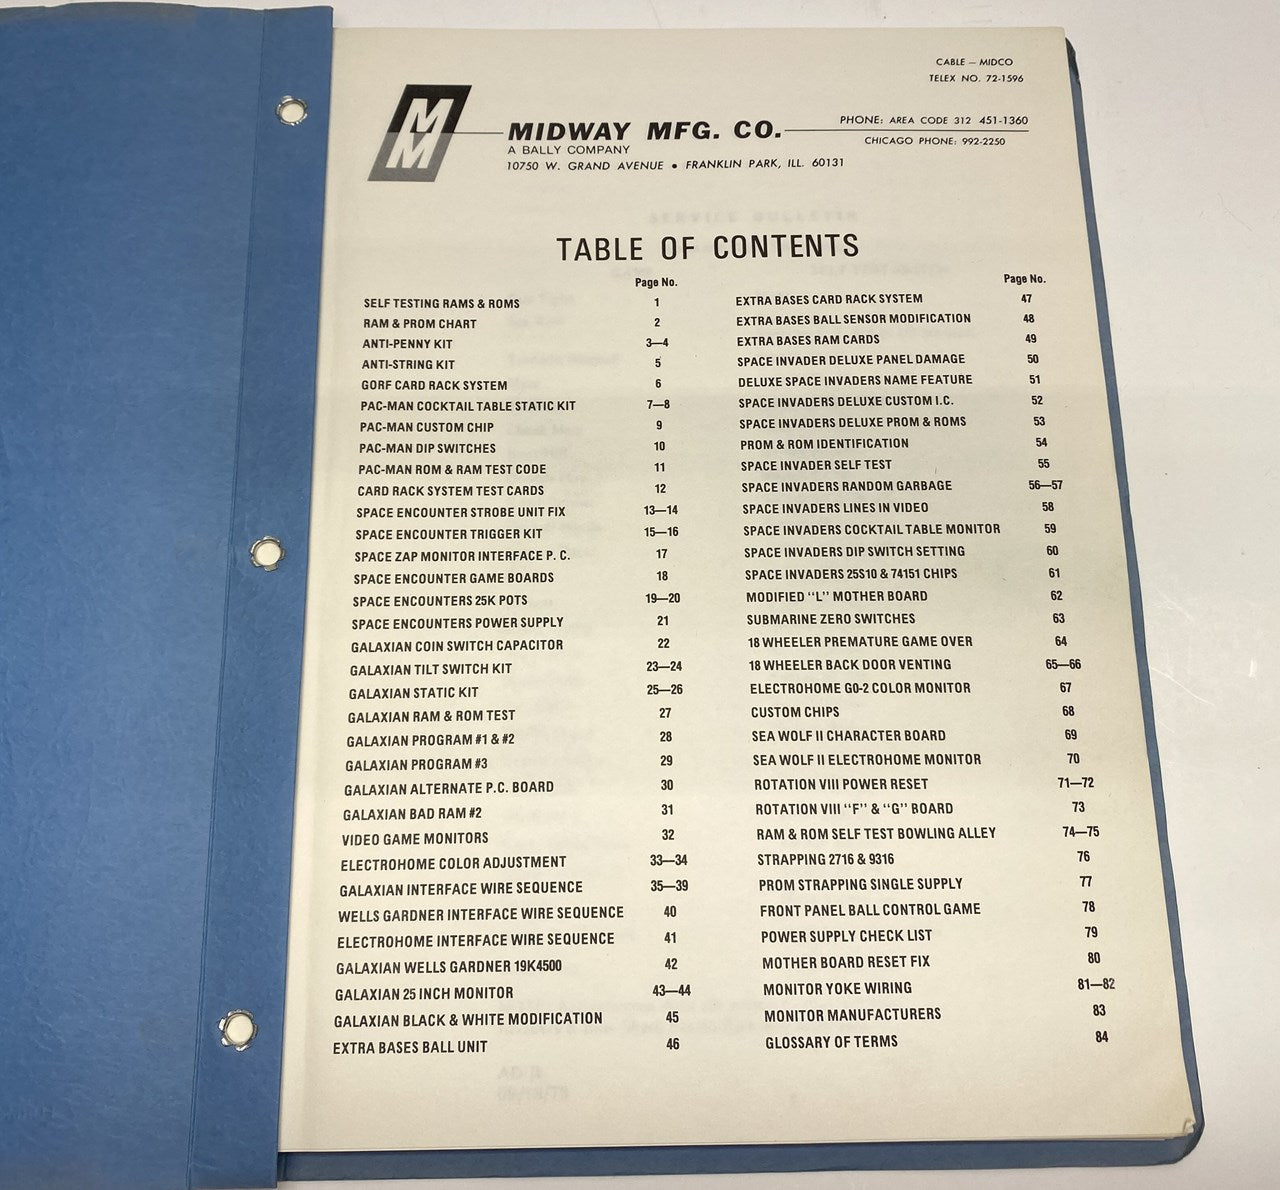 CABLE – MIDCO
TELEX NO. 72-1596
MM
MIDWAY MFG. CO.
PHONE: AREA CODE 312 451-1360
A BALLY COMPANY
CHICAGO PHONE: 992-2250
10750 W. GRAND AVENUE • FRANKLIN PARK, ILL. 60131
TABLE OF CONTENTS
Page No.
SELF TESTING RAMS & ROMS 1
RAM & PROM CHART 2
ANTI-PENNY KIT 3—4
ANTI-STRING KIT 5
GORF CARD RACK SYSTEM 6
PAC-MAN COCKTAIL TABLE STATIC KIT 7—8
PAC-MAN CUSTOM CHIP 9
PAC-MAN DIP SWITCHES 10
PAC-MAN ROM & RAM TEST CODE 11
CARD RACK SYSTEM TEST CARDS 12
SPACE ENCOUNTER STROBE UNIT FIX 13—14
SPACE ENCOUNTER TRIGGER KIT 15—16
SPACE ZAP MONITOR INTERFACE P. C. 17
SPACE ENCOUNTER GAME BOARDS 18
SPACE ENCOUNTERS 25K POTS 19—20
SPACE ENCOUNTERS POWER SUPPLY 21
GALAXIAN COIN SWITCH CAPACITOR 22
GALAXIAN TILT SWITCH KIT 23—24
GALAXIAN STATIC KIT 25—26
GALAXIAN RAM & ROM TEST 27
GALAXIAN PROGRAM #1 & #2 28
GALAXIAN PROGRAM #3 29
GALAXIAN ALTERNATE P.C. BOARD 30
GALAXIAN BAD RAM #2 31
VIDEO GAME MONITORS 32
ELECTROHOME COLOR ADJUSTMENT 33—34
GALAXIAN INTERFACE WIRE SEQUENCE 35—39
WELLS GARDNER INTERFACE WIRE SEQUENCE 40
ELECTROHOME INTERFACE WIRE SEQUENCE 41
GALAXIAN WELLS GARDNER 19K4500 42
GALAXIAN 25 INCH MONITOR 43—44
GALAXIAN BLACK & WHITE MODIFICATION 45
EXTRA BASES BALL UNIT 46
Page No.
EXTRA BASES CARD RACK SYSTEM 47
EXTRA BASES BALL SENSOR MODIFICATION 48
EXTRA BASES RAM CARDS 49
SPACE INVADER DELUXE PANEL DAMAGE 50
DELUXE SPACE INVADERS NAME FEATURE 51
SPACE INVADERS DELUXE CUSTOM I.C. 52
SPACE INVADERS DELUXE PROM & ROMS 53
PROM & ROM IDENTIFICATION 54
SPACE INVADER SELF TEST 55
SPACE INVADERS RANDOM GARBAGE 56—57
SPACE INVADERS LINES IN VIDEO 58
SPACE INVADERS COCKTAIL TABLE MONITOR 59
SPACE INVADERS DIP SWITCH SETTING 60
SPACE INVADERS 25S10 & 74151 CHIPS 61
MODIFIED "L" MOTHER BOARD 62
SUBMARINE ZERO SWITCHES 63
18 WHEELER PREMATURE GAME OVER 64
18 WHEELER BACK DOOR VENTING 65—66
ELECTROHOME G0-2 COLOR MONITOR 67
CUSTOM CHIPS 68
SEA WOLF II CHARACTER BOARD 69
SEA WOLF II ELECTROHOME MONITOR 70
ROTATION VIII POWER RESET 71—72
ROTATION VIII "F" & "G" BOARD 73
RAM & ROM SELF TEST BOWLING ALLEY 74—75
STRAPPING 2716 & 9316 76
PROM STRAPPING SINGLE SUPPLY 77
FRONT PANEL BALL CONTROL GAME 78
POWER SUPPLY CHECK LIST 79
MOTHER BOARD RESET FIX 80
MONITOR YOKE WIRING 81—82
MONITOR MANUFACTURERS 83
GLOSSARY OF TERMS 84